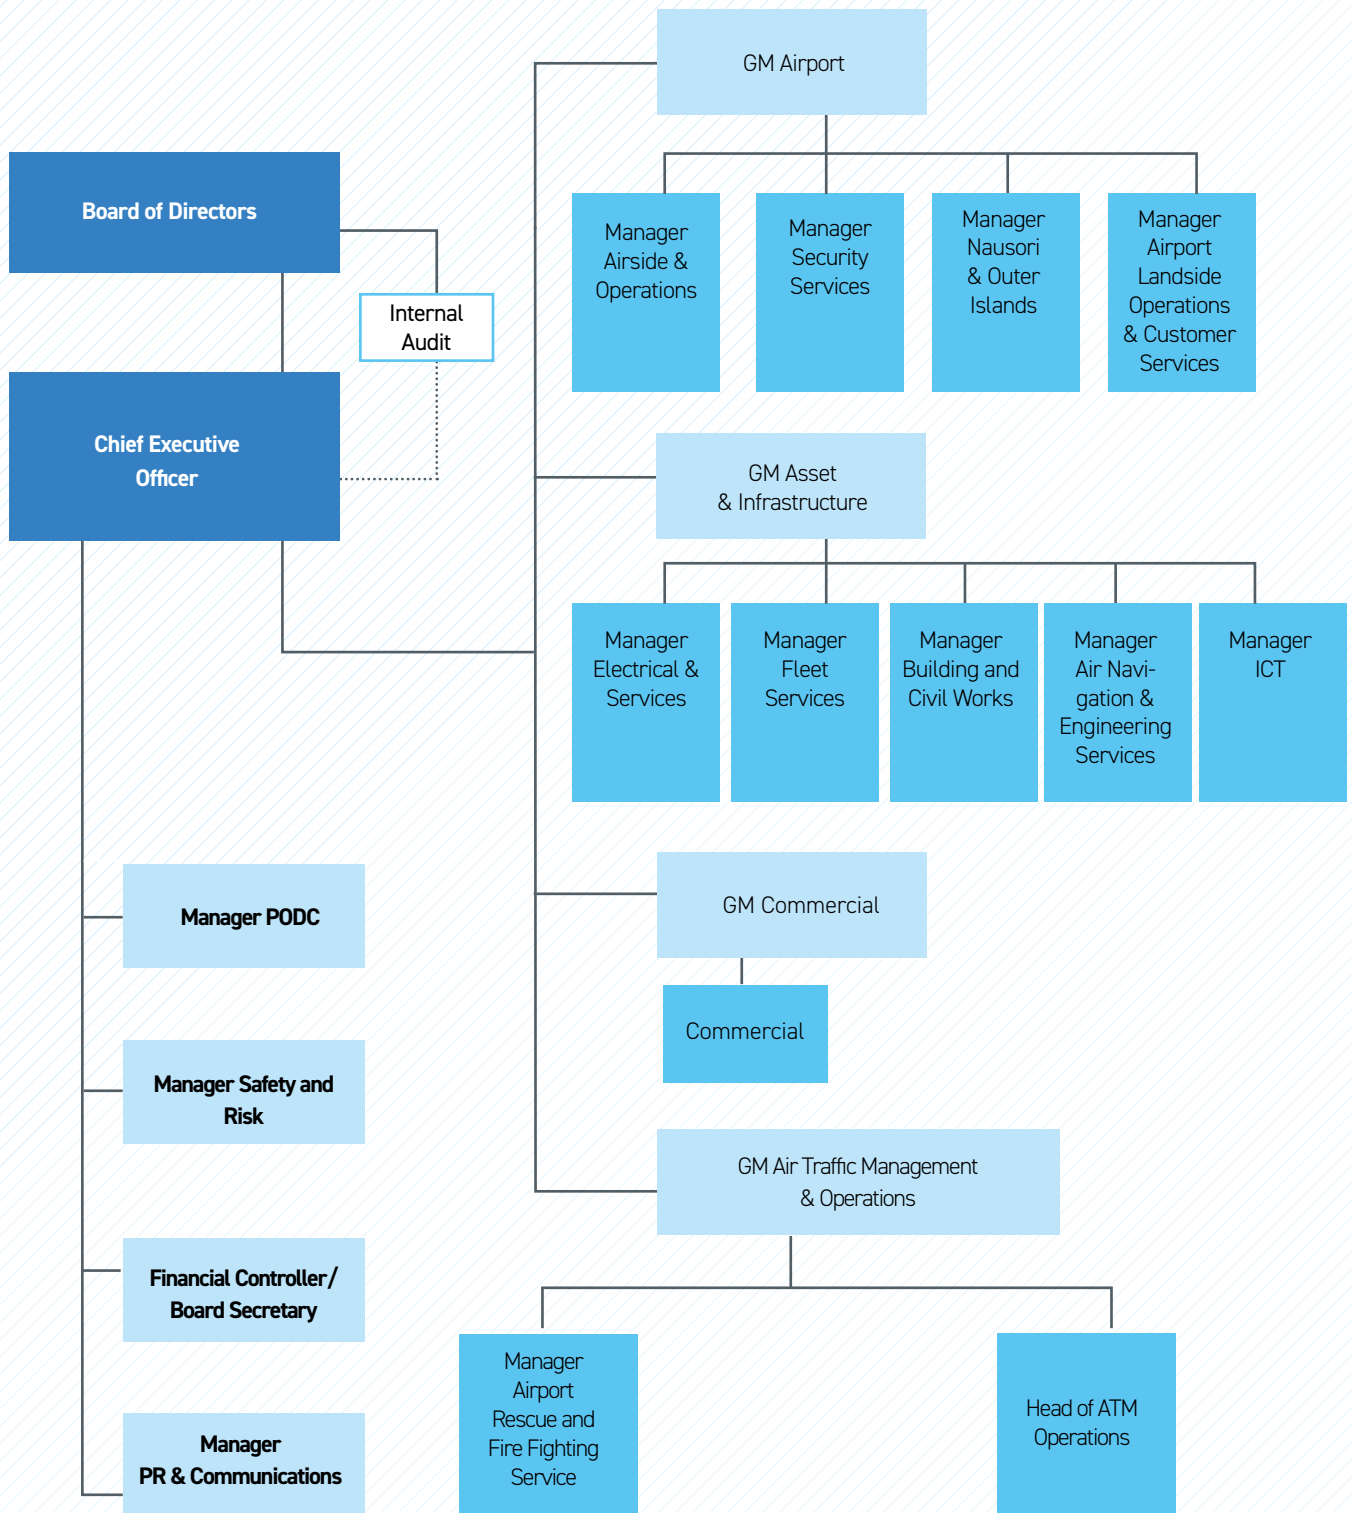 GM Airport
Board of Directors
Internal
Audit
Chief Executive
Officer
Manager
Airside &
Operations
Manager
Security
Services
Manager
Nausori
& Outer
Islands
Manager
Airport
Landside
Operations
& Customer
Services
GM Asset
& Infrastructure
Manager
Electrical &
Services
Manager
Fleet
Services
Manager
Building and
Civil Works
Manager
Air Navi-
gation &
Engineering
Services
Manager
ICT
Manager PODC
Manager Safety and
Risk
Financial Controller/
Board Secretary
Manager
PR & Communications
GM Commercial
Commercial
GM Air Traffic Management
& Operations
Manager
Airport
Rescue and
Fire Fighting
Service
Head of ATM
Operations